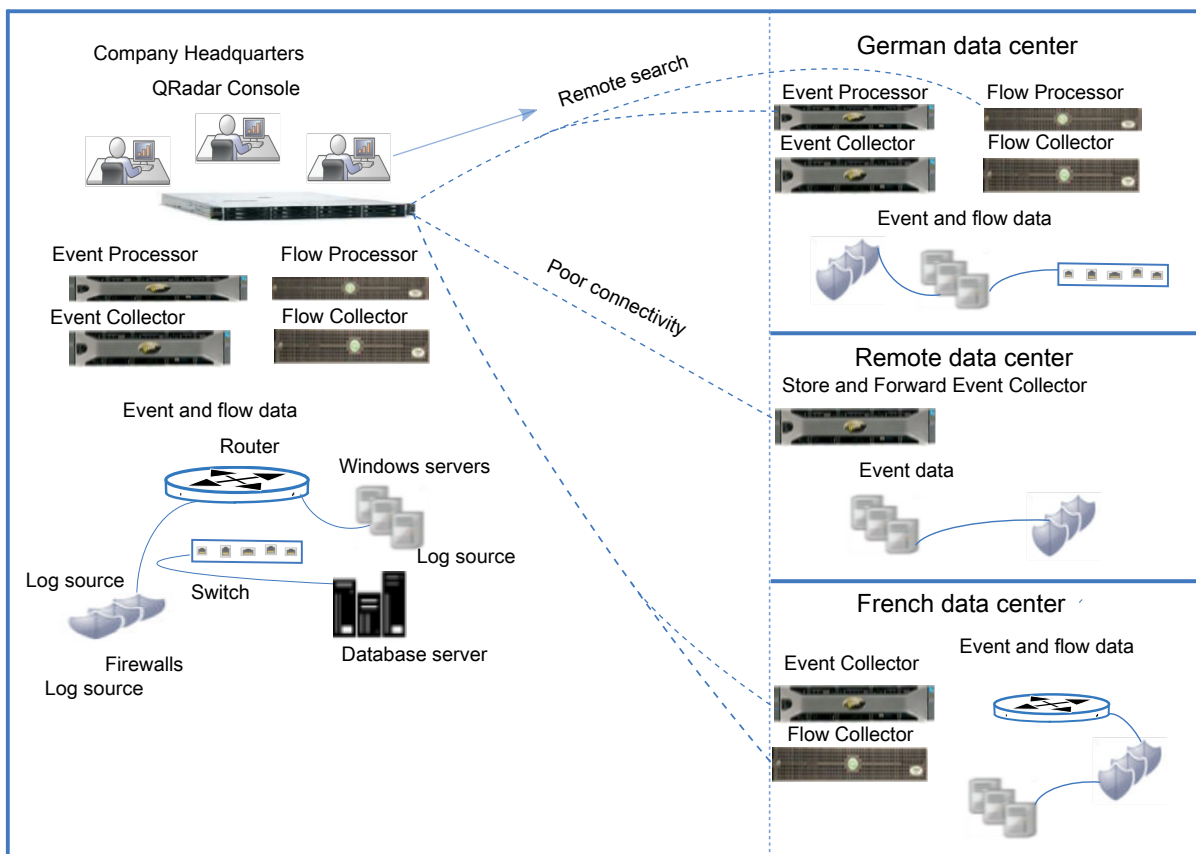 Company Headquarters
QRadar Console
Remote search
Poor connectivity
Event Processor
Flow Processor
Event Collector
Flow Collector
Event and flow data
Router
Windows servers
Log source
Log source
Switch
Firewalls
Log source
Database server
German data center
Event Processor
Flow Processor
Event Collector
Flow Collector
Event and flow data
Remote data center
Store and Forward Event Collector
Event data
French data center
Event and flow data
Event Collector
Flow Collector